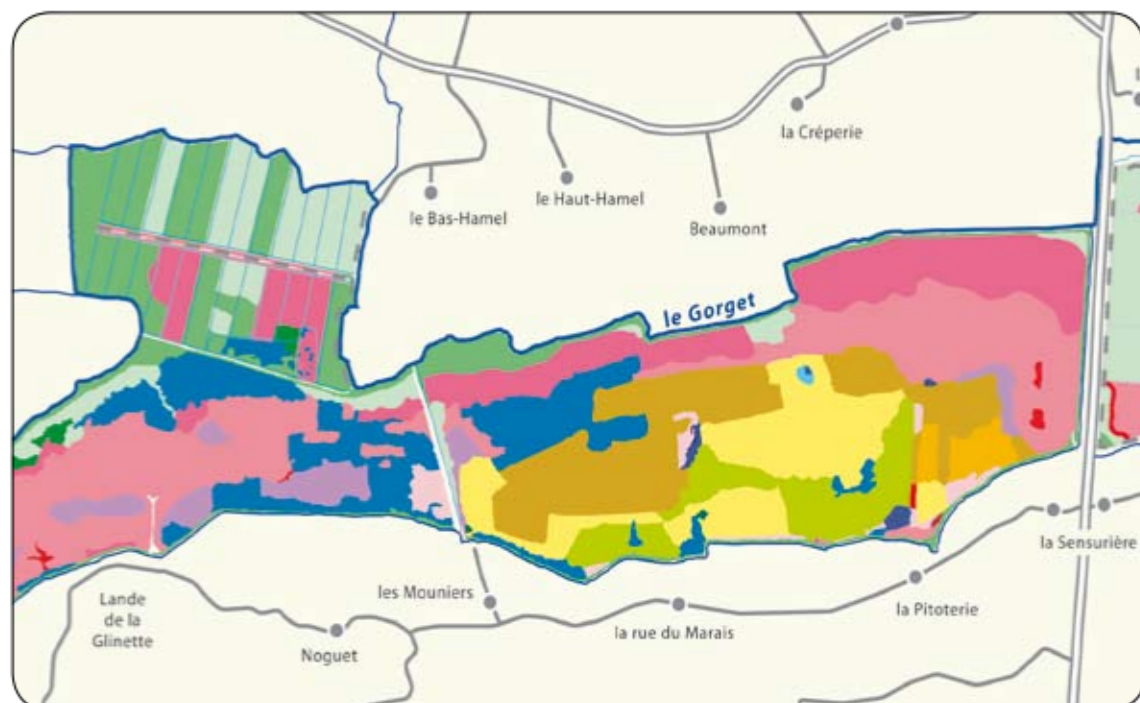 la Créperie
le Haut-Hamel
le Bas-Hamel
Beaumont
le Gorget
la Sensurière
les Mouniers
la Pitoterie
Lande
de la
Glinette
la rue du Marais
Noguet